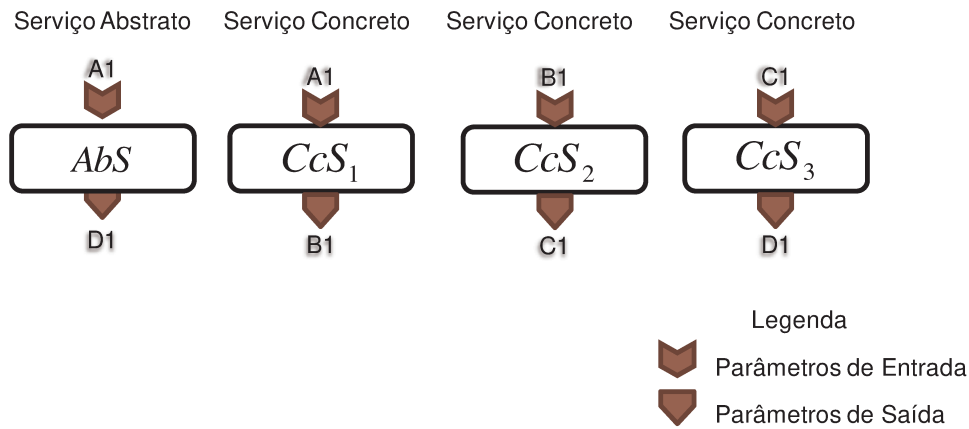 Serviço Abstrato Serviço Concreto Serviço Concreto Serviço Concreto
A1 A1 B1 C1
AbS CcS1 CcS2 CcS3
D1 B1 C1 D1
Legenda
Parâmetros de Entrada
Parâmetros de Saída